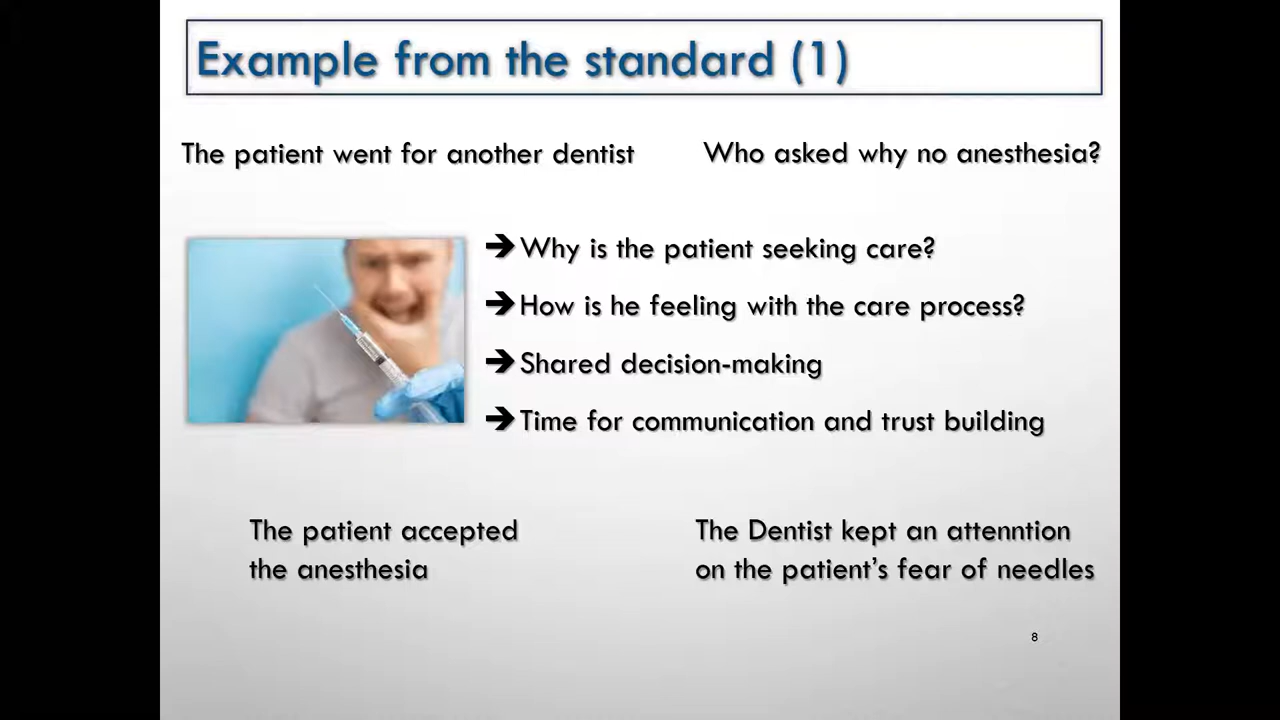 Example from the standard (1)
The patient went for another dentist
Who asked why no anesthesia?
➔ Why is the patient seeking care?
➔ How is he feeling with the care process?
➔ Shared decision-making
➔ Time for communication and trust building
The patient accepted
the anesthesia
The Dentist kept an attenntion
on the patient's fear of needles
8